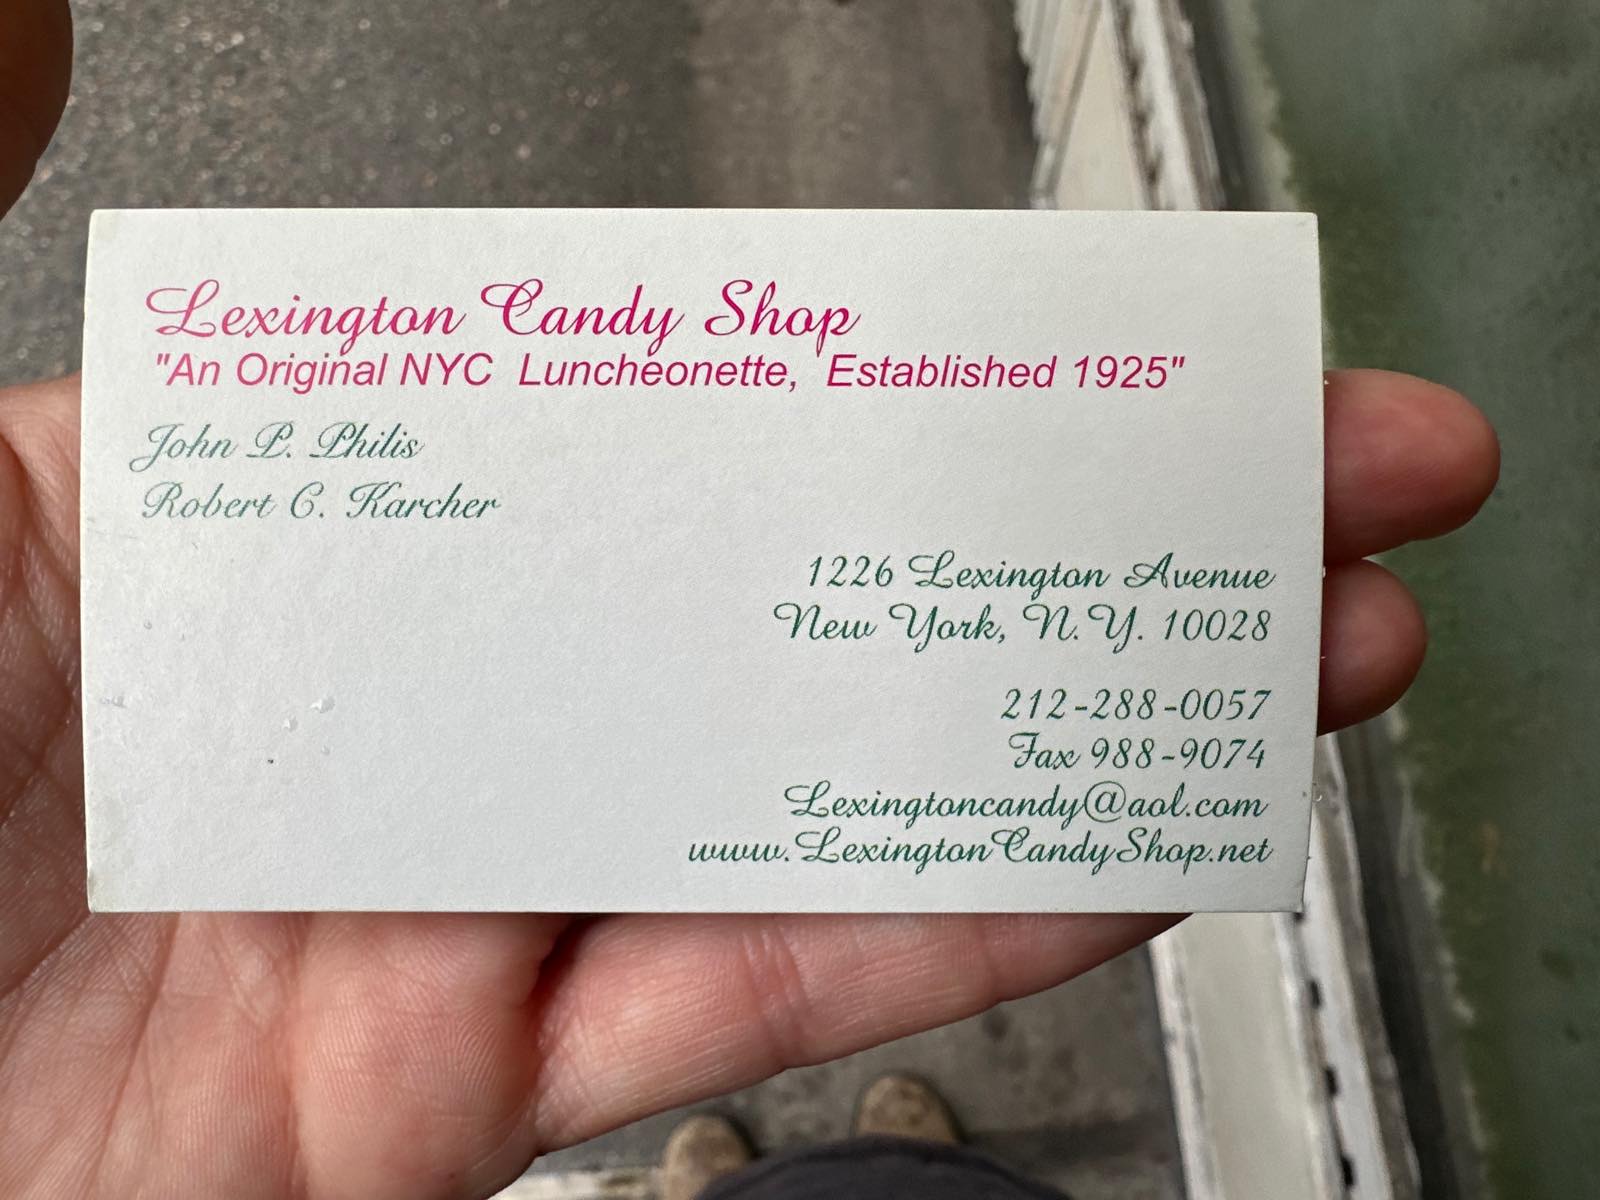 Lexington Candy Shop
"An Original NYC Luncheonette, Established 1925"
John P. Philis
Robert C. Karcher
1226 Lexington Avenue
New York, N.Y. 10028
212-288-0057
Fax 988-9074
Lexingtoncandy@aol.com
www.LexingtonCandyShop.net